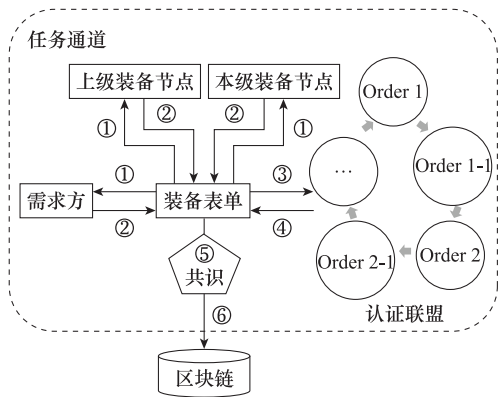 任务通道
上级装备节点
本级装备节点
①
②
②
①
Order 1
Order 1-1
Order 2
Order 2-1
…
认证联盟
①
③
需求方
装备表单
②
④
⑤
共识
⑥
区块链